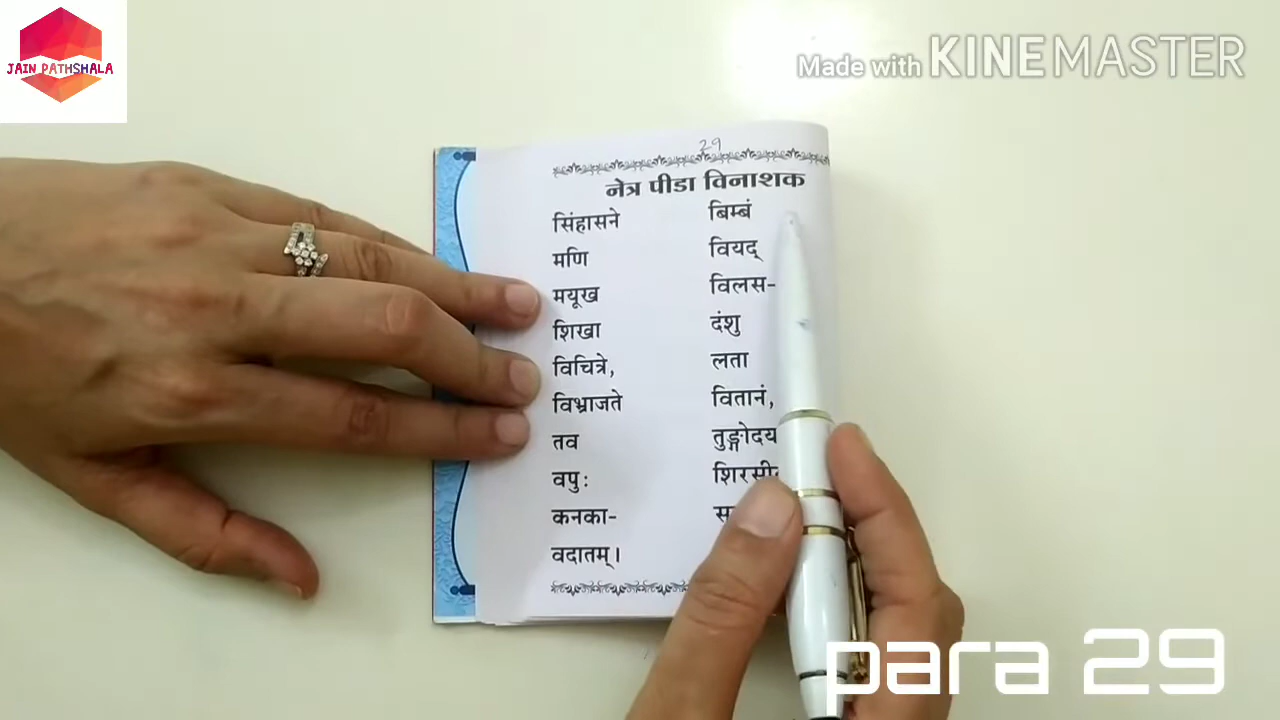 JAIN PATHSHALA
Made with KINEMASTER
29
नेत्र पीडा विनाशक
सिंहासने
मणि
मयूख
शिखा
विचित्रे,
विभ्राजते
तव
वपुः
कनका-
वदातम्।
बिम्बं
वियद्
विलस-
दंशु
लता
वितानं,
तुङ्गोदय
para 29